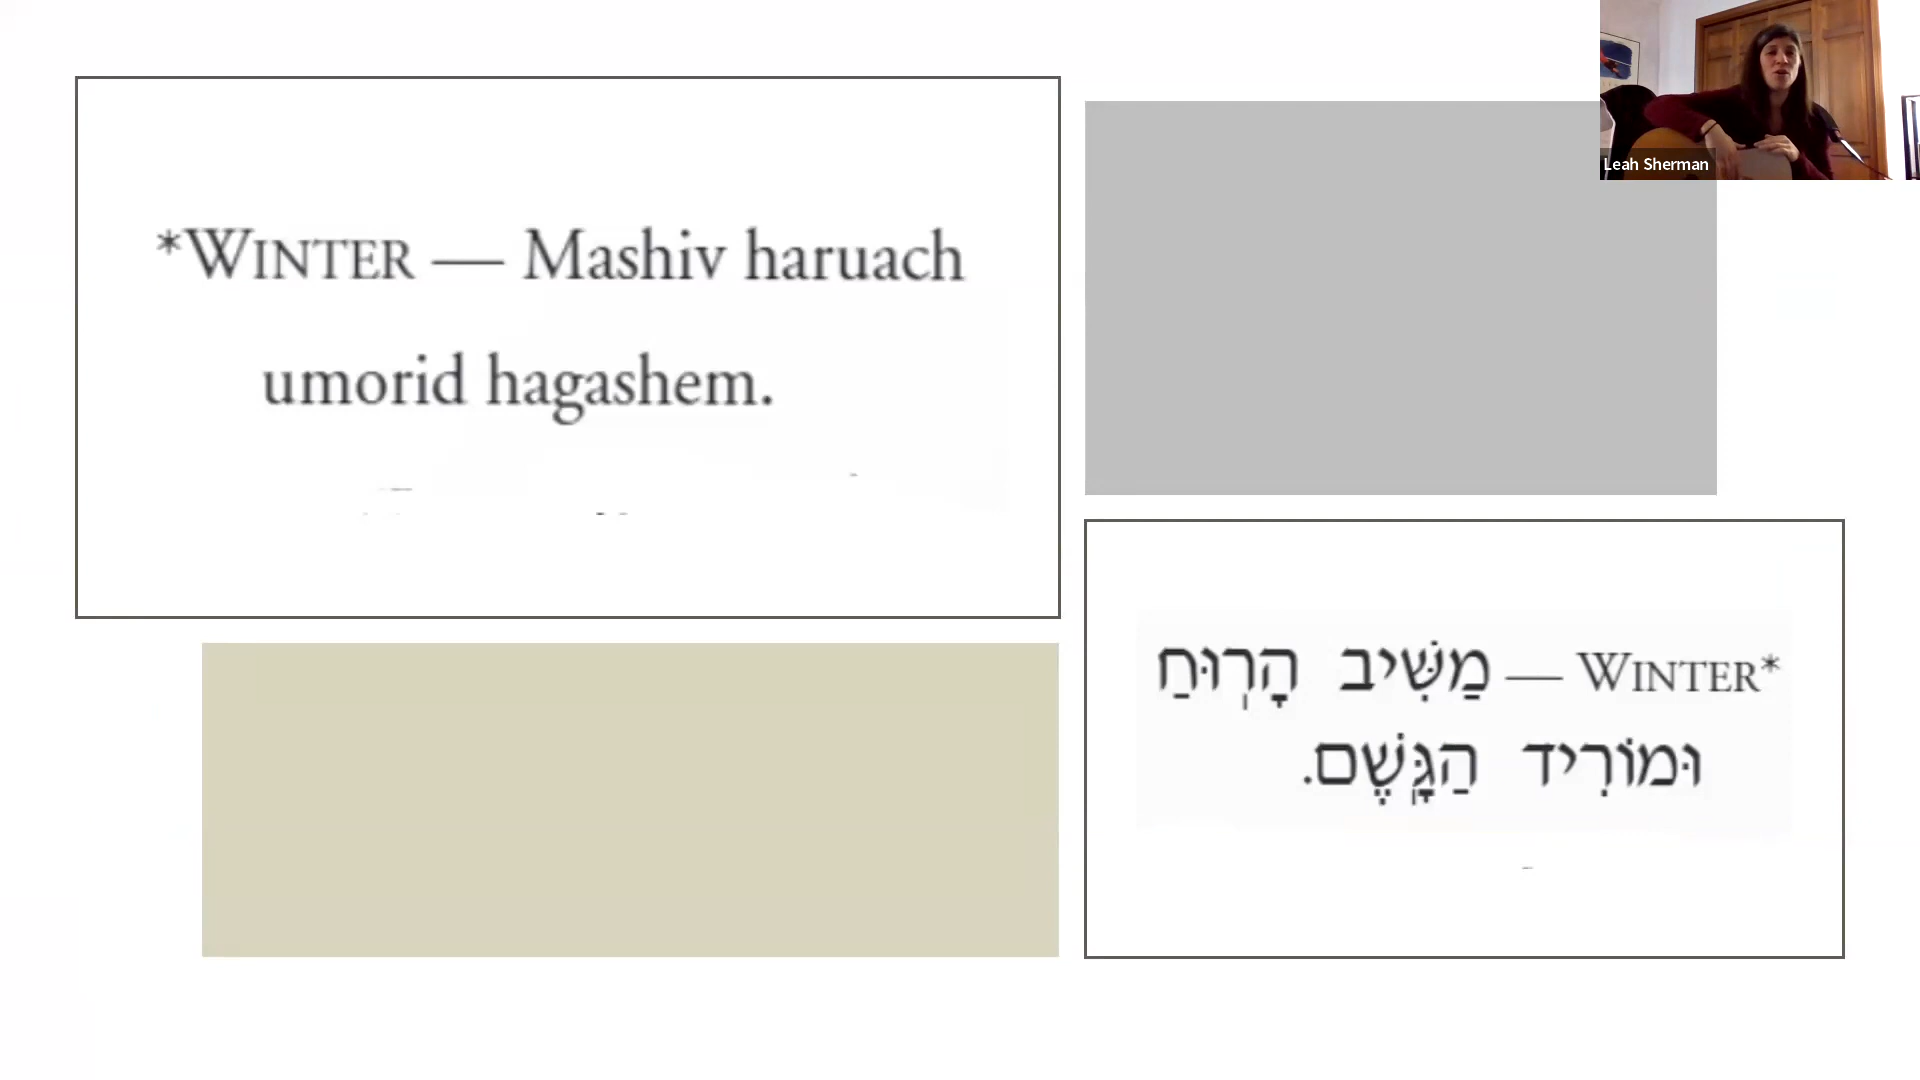 *WINTER — Mashiv haruach
umorid hagashem.
Leah Sherman
*WINTER — מַשִּׁיב הָרְוּחַ
וּמוֹרִיד הַגָּֽשֶׁם.